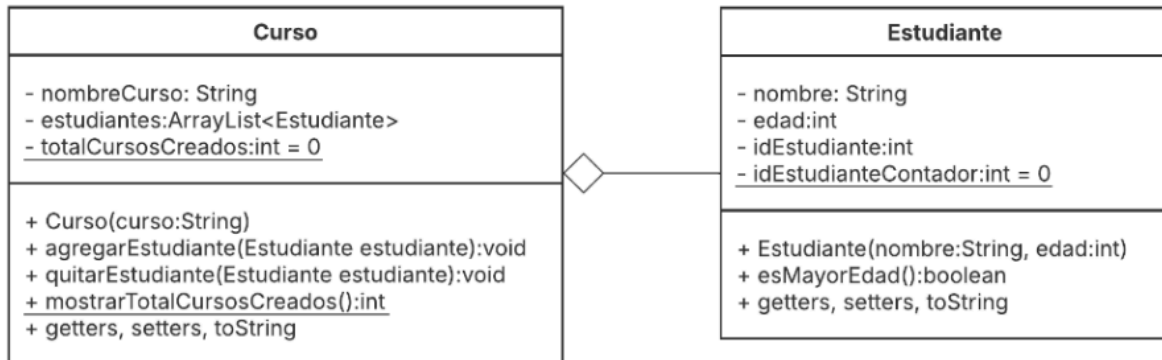 Curso
- nombreCurso: String
- estudiantes:ArrayList<Estudiante>
- totalCursosCreados:int = 0
+ Curso(curso:String)
+ agregarEstudiante(Estudiante estudiante):void
+ quitarEstudiante(Estudiante estudiante):void
+ mostrarTotalCursosCreados():int
+ getters, setters, toString
Estudiante
- nombre: String
- edad:int
- idEstudiante:int
- idEstudianteContador:int = 0
+ Estudiante(nombre:String, edad:int)
+ esMayorEdad():boolean
+ getters, setters, toString